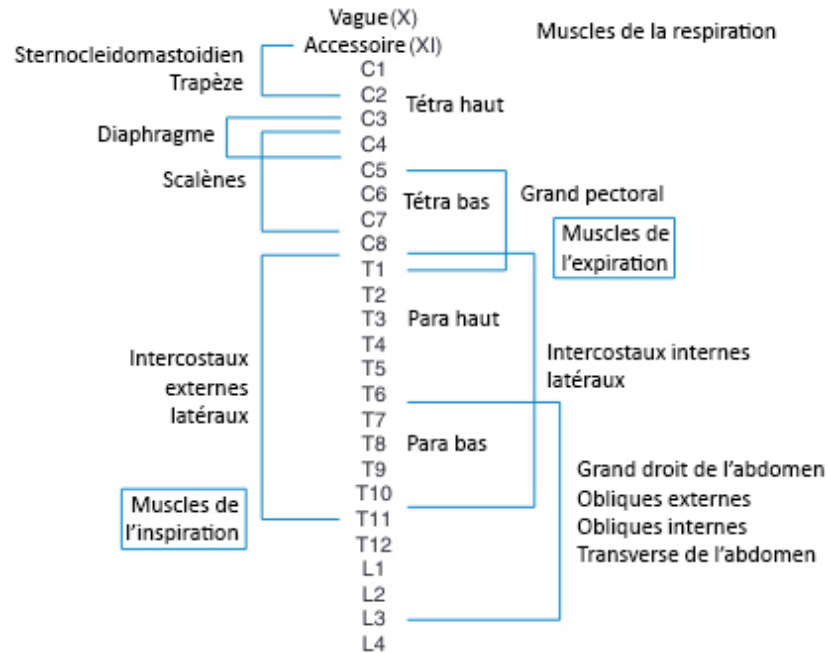 Vague (X)
Muscles de la respiration
Accessoire (XI)
Sternocleidomastoidien
Trapèze
C1
C2
Tétra haut
C3
Diaphragme
C4
Scalènes
C5
C6
Tétra bas
Grand pectoral
C7
C8
Muscles de
l'expiration
T1
T2
T3
Para haut
T4
Intercostaux
externes
latéraux
Intercostaux internes
latéraux
T5
T6
T7
T8
Para bas
T9
Grand droit de l'abdomen
T10
Obliques externes
Muscles de
l'inspiration
T11
Obliques internes
T12
Transverse de l'abdomen
L1
L2
L3
L4